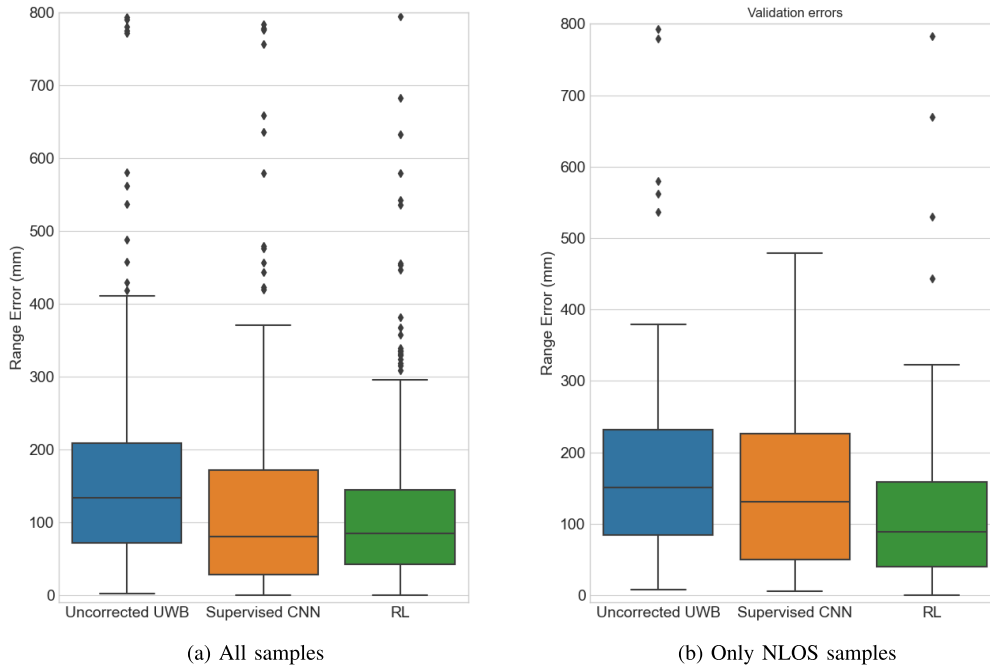 800
700
600
500
400
300
200
100
0
Range Error (mm)
Uncorrected UWB Supervised CNN RL
(a) All samples
Validation errors
800
700
600
500
400
300
200
100
0
Range Error (mm)
Uncorrected UWB Supervised CNN RL
(b) Only NLOS samples